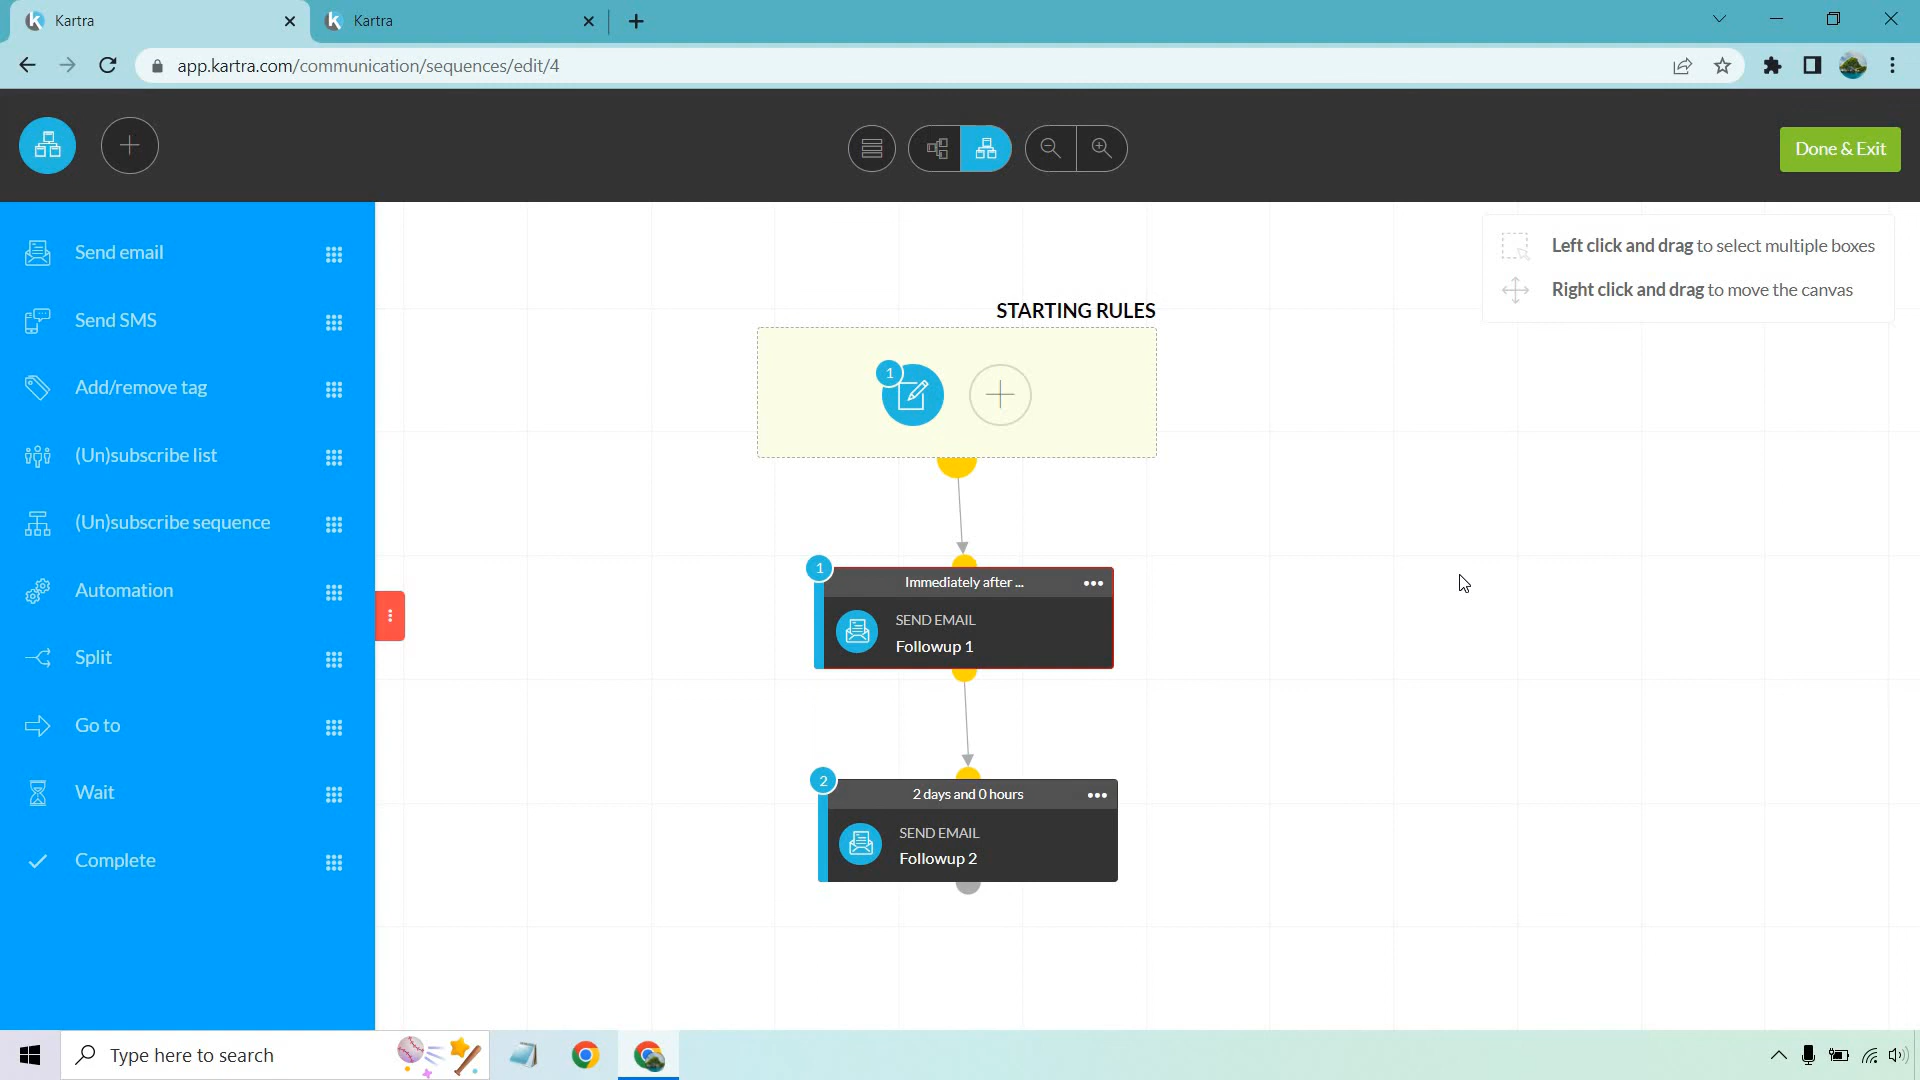 Kartra
Kartra
app.kartra.com/communication/sequences/edit/4
Done & Exit
Send email
Send SMS
Add/remove tag
(Un)subscribe list
(Un)subscribe sequence
Automation
Split
Go to
Wait
Complete
Left click and drag to select multiple boxes
Right click and drag to move the canvas
STARTING RULES
1
1
Immediately after ...
SEND EMAIL
Followup 1
2
2 days and 0 hours
SEND EMAIL
Followup 2
Type here to search